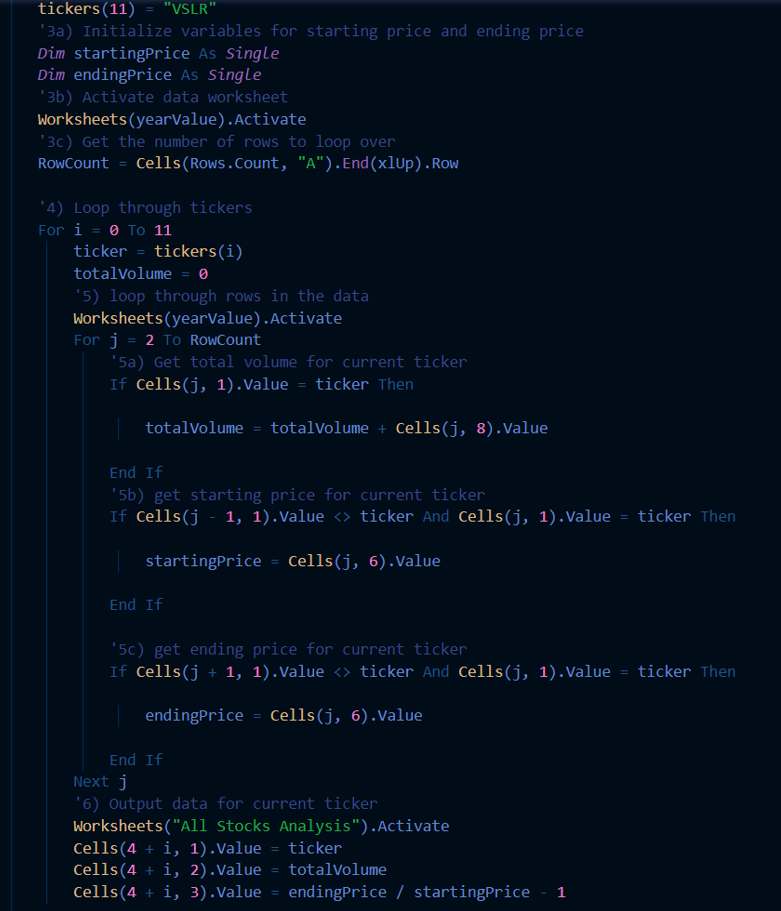 tickers(11) = "VSLR"
'3a) Initialize variables for starting price and ending price
Dim startingPrice As Single
Dim endingPrice As Single
'3b) Activate data worksheet
Worksheets(yearValue).Activate
'3c) Get the number of rows to loop over
RowCount = Cells(Rows.Count, "A").End(xlUp).Row
'4) Loop through tickers
For i = 0 To 11
ticker = tickers(i)
totalVolume = 0
'5) loop through rows in the data
Worksheets(yearValue).Activate
For j = 2 To RowCount
'5a) Get total volume for current ticker
If Cells(j, 1).Value = ticker Then
totalVolume = totalVolume + Cells(j, 8).Value
End If
'5b) get starting price for current ticker
If Cells(j - 1, 1).Value <> ticker And Cells(j, 1).Value = ticker Then
startingPrice = Cells(j, 6).Value
End If
'5c) get ending price for current ticker
If Cells(j + 1, 1).Value <> ticker And Cells(j, 1).Value = ticker Then
endingPrice = Cells(j, 6).Value
End If
Next j
'6) Output data for current ticker
Worksheets("All Stocks Analysis").Activate
Cells(4 + i, 1).Value = ticker
Cells(4 + i, 2).Value = totalVolume
Cells(4 + i, 3).Value = endingPrice / startingPrice - 1